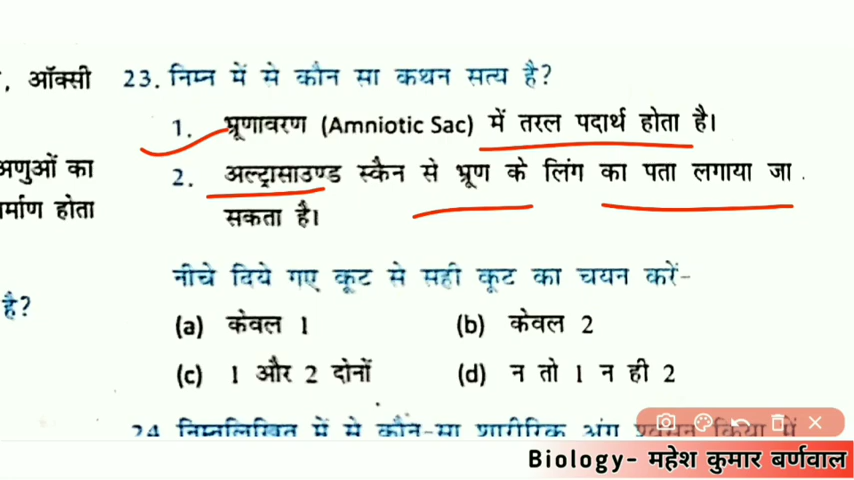 , ऑक्सी
23. निम्न में से कौन सा कथन सत्य है?
1. भ्रूणावरण (Amniotic Sac) में तरल पदार्थ होता है।
अणुओं का
2. अल्ट्रासाउण्ड स्कैन से भ्रूण के लिंग का पता लगाया जा
र्माण होता
सकता है।
नीचे दिये गए कूट से सही कूट का चयन करें-
है?
(a) केवल 1 (b) केवल 2
(c) 1 और 2 दोनों (d) न तो 1 न ही 2
24 निम्नलिखित में से कौन-सा शारीरिक अंग श्वसन क्रिया में
Biology- महेश कुमार बर्णवाल